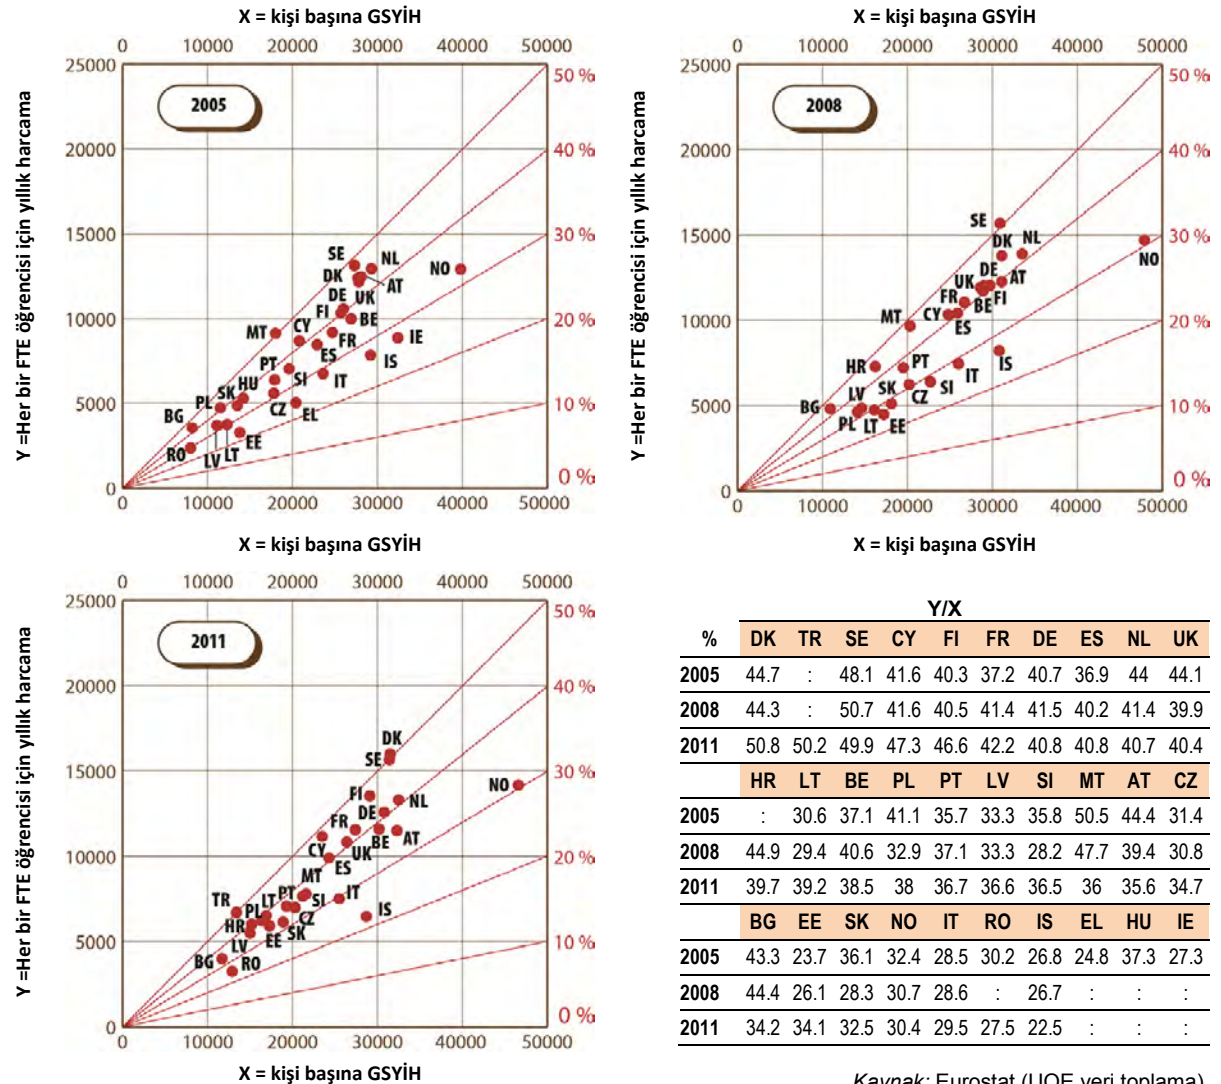 X = kişi başına GSYİH
0 10000 20000 30000 40000 50000
25000
20000
15000
10000
5000
0
Y =Her bir FTE öğrencisi için yıllık harcama
2005
50 %
40 %
30 %
20 %
10 %
0 %
SE
NL
NO
DK
AT
DE
UK
FI
BE
MT
CY
FR
IE
ES
IS
PT
SI
IT
HU
SK
PL
CZ
EL
BG
EE
RO
LV
LT
0 10000 20000 30000 40000 50000
X = kişi başına GSYİH
X = kişi başına GSYİH
0 10000 20000 30000 40000 50000
25000
20000
15000
10000
5000
0
Y =Her bir FTE öğrencisi için yıllık harcama
2008
50 %
40 %
30 %
20 %
10 %
0 %
SE
DK
NL
NO
DE
UK
AT
FR
BE
FI
MT
CY
ES
HR
PT
IS
IT
SK
SI
LV
CZ
BG
PL
LT
EE
0 10000 20000 30000 40000 50000
X = kişi başına GSYİH
0 10000 20000 30000 40000 50000
25000
20000
15000
10000
5000
0
Y =Her bir FTE öğrencisi için yıllık harcama
2011
50 %
40 %
30 %
20 %
10 %
0 %
DK
SE
NO
FI
NL
DE
FR
BE
AT
CY
UK
ES
MT
IT
TR
PL
LT
PT
SI
IS
HR
CZ
SK
LV
EE
BG
RO
0 10000 20000 30000 40000 50000
X = kişi başına GSYİH
Y/X
% DK TR SE CY FI FR DE ES NL UK
2005 44.7 : 48.1 41.6 40.3 37.2 40.7 36.9 44 44.1
2008 44.3 : 50.7 41.6 40.5 41.4 41.5 40.2 41.4 39.9
2011 50.8 50.2 49.9 47.3 46.6 42.2 40.8 40.8 40.7 40.4
HR LT BE PL PT LV SI MT AT CZ
2005 : 30.6 37.1 41.1 35.7 33.3 35.8 50.5 44.4 31.4
2008 44.9 29.4 40.6 32.9 37.1 33.3 28.2 47.7 39.4 30.8
2011 39.7 39.2 38.5 38 36.7 36.6 36.5 36 35.6 34.7
BG EE SK NO IT RO IS EL HU IE
2005 43.3 23.7 36.1 32.4 28.5 30.2 26.8 24.8 37.3 27.3
2008 44.4 26.1 28.3 30.7 28.6 : 26.7 : : :
2011 34.2 34.1 32.5 30.4 29.5 27.5 22.5 : : :
Kaynak: Eurostat (UOE veri toplama)